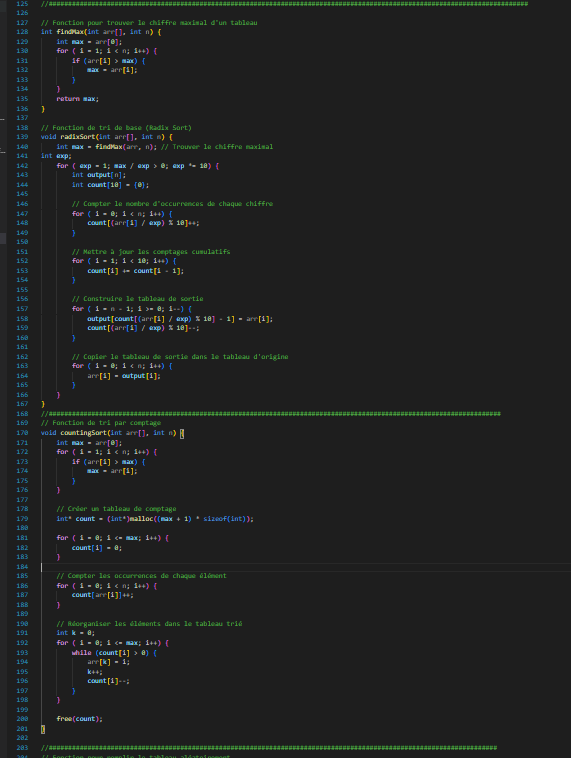 125 //##############################################################################################################
126
127 // Fonction pour trouver le chiffre maximal d'un tableau
128 int findMax(int arr[], int n) {
129 int max = arr[0];
130 for ( i = 1; i < n; i++) {
131 if (arr[i] > max) {
132 max = arr[i];
133 }
134 }
135 return max;
136 }
137
138 // Fonction de tri de base (Radix Sort)
139 void radixSort(int arr[], int n) {
140 int max = findMax(arr, n); // Trouver le chiffre maximal
141 int exp;
142 for ( exp = 1; max / exp > 0; exp *= 10) {
143 int output[n];
144 int count[10] = {0};
145
146 // Compter le nombre d'occurrences de chaque chiffre
147 for ( i = 0; i < n; i++) {
148 count[(arr[i] / exp) % 10]++;
149 }
150
151 // Mettre à jour les comptages cumulatifs
152 for ( i = 1; i < 10; i++) {
153 count[i] += count[i - 1];
154 }
155
156 // Construire le tableau de sortie
157 for ( i = n - 1; i >= 0; i--) {
158 output[count[(arr[i] / exp) % 10] - 1] = arr[i];
159 count[(arr[i] / exp) % 10]--;
160 }
161
162 // Copier le tableau de sortie dans le tableau d'origine
163 for ( i = 0; i < n; i++) {
164 arr[i] = output[i];
165 }
166 }
167 }
168 //########################################################################################################
169 // Fonction de tri par comptage
170 void countingSort(int arr[], int n) {
171 int max = arr[0];
172 for ( i = 1; i < n; i++) {
173 if (arr[i] > max) {
174 max = arr[i];
175 }
176 }
177
178 // Créer un tableau de comptage
179 int* count = (int*)malloc((max + 1) * sizeof(int));
180
181 for ( i = 0; i <= max; i++) {
182 count[i] = 0;
183 }
184
185 // Compter les occurrences de chaque élément
186 for ( i = 0; i < n; i++) {
187 count[arr[i]]++;
188 }
189
190 // Réorganiser les éléments dans le tableau trié
191 int k = 0;
192 for ( i = 0; i <= max; i++) {
193 while (count[i] > 0) {
194 arr[k] = i;
195 k++;
196 count[i]--;
197 }
198 }
199
200 free(count);
201 }
202
203 //#######################################################################################################
204 // Fonction pour remplir le tableau aléatoirement